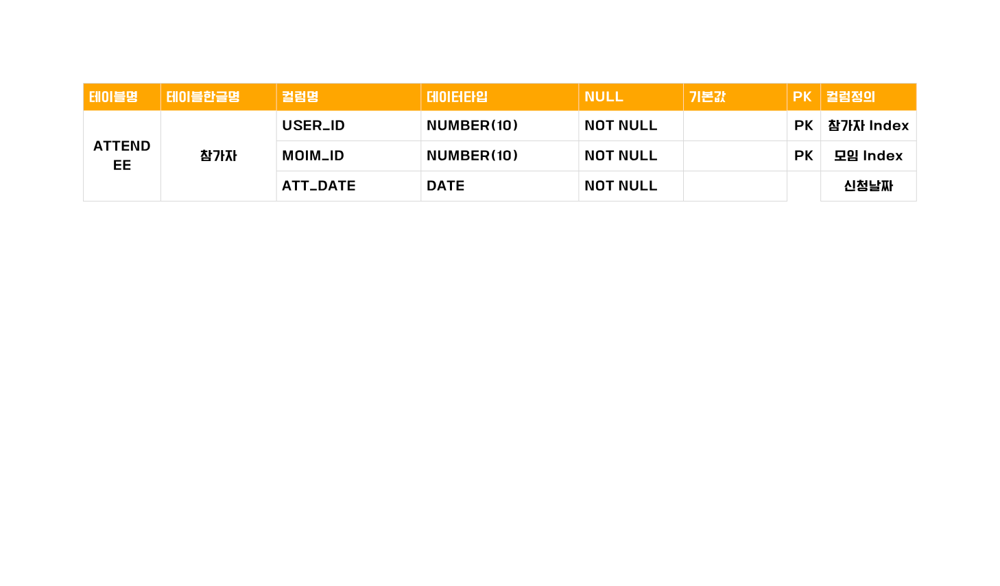 테이블명 테이블한글명 컬럼명 데이터타입 NULL 기본값 PK 컬럼정의
USER_ID NUMBER(10) NOT NULL PK 참가자 Index
ATTEND
EE
참가자
MOIM_ID NUMBER(10) NOT NULL PK 모임 Index
ATT_DATE DATE NOT NULL 신청날짜